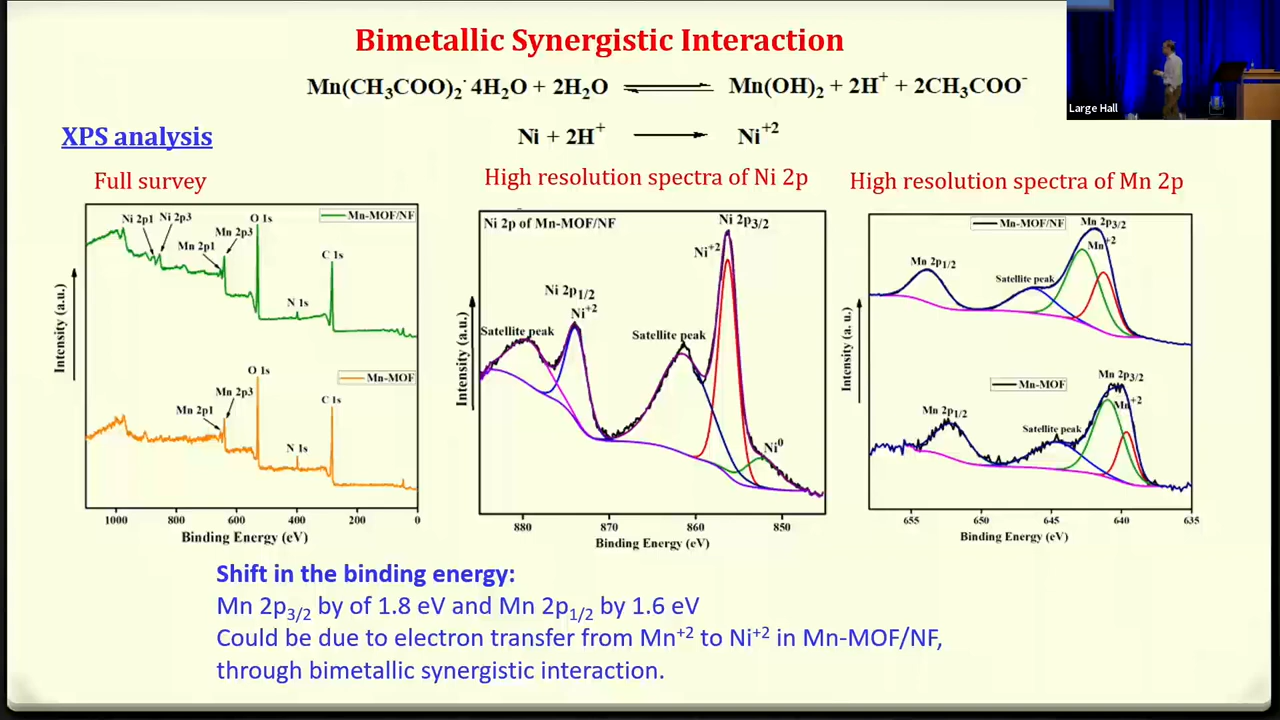 Bimetallic Synergistic Interaction
Mn(CH₃COO)₂·4H₂O + 2H₂O ⇌ Mn(OH)₂ + 2H⁺ + 2CH₃COO⁻
Large Hall
XPS analysis
Ni + 2H⁺ → Ni⁺²
Full survey
High resolution spectra of Ni 2p
High resolution spectra of Mn 2p
Ni 2p1
Ni 2p3
Mn 2p1
Mn 2p3
O 1s
N 1s
C 1s
Mn-MOF/NF
Mn 2p1
Mn 2p3
O 1s
N 1s
C 1s
Mn-MOF
Intensity (a.u.)
1000 800 600 400 200 0
Binding Energy (eV)
Ni 2p of Mn-MOF/NF
Ni 2p₃/₂
Ni⁺²
Ni 2p₁/₂
Ni⁺²
Satellite peak
Satellite peak
Ni⁰
Intensity (a.u.)
880 870 860 850
Binding Energy (eV)
Mn-MOF/NF
Mn 2p₃/₂
Mn⁺²
Mn 2p₁/₂
Satellite peak
Mn-MOF
Mn 2p₃/₂
Mn⁺²
Mn 2p₁/₂
Satellite peak
Intensity (a. u.)
655 650 645 640 635
Binding Energy (eV)
Shift in the binding energy:
Mn 2p₃/₂ by of 1.8 eV and Mn 2p₁/₂ by 1.6 eV
Could be due to electron transfer from Mn⁺² to Ni⁺² in Mn-MOF/NF,
through bimetallic synergistic interaction.